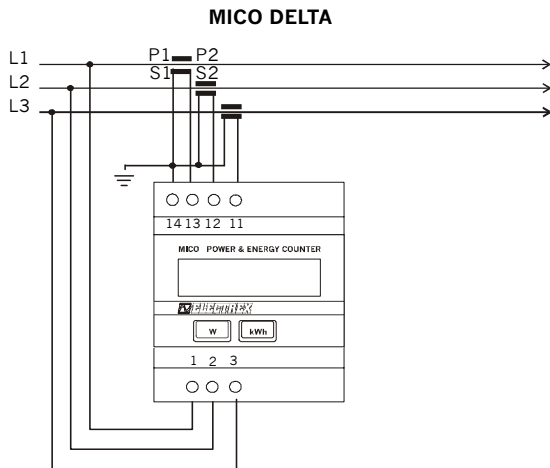 MICO DELTA
L1
P1 P2
S1 S2
L2
L3
14 13 12 11
MICO POWER & ENERGY COUNTER
ELECTREX
W kWh
1 2 3